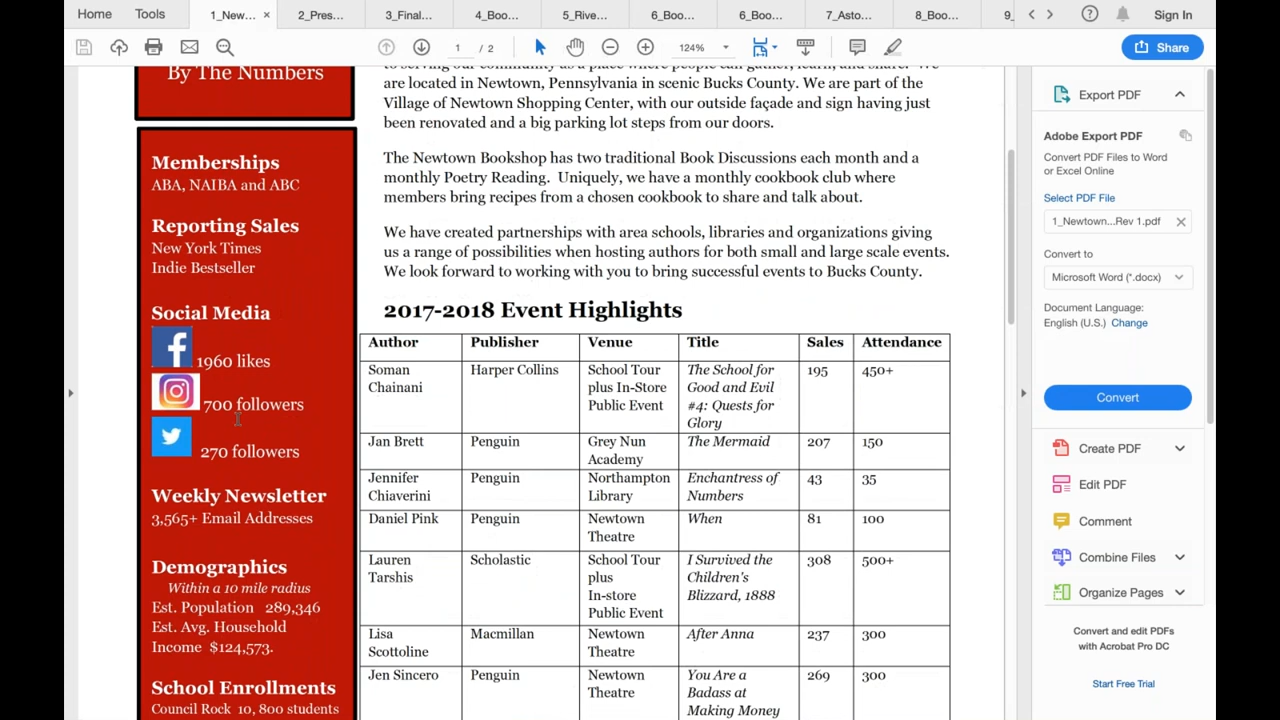 Home
Tools
1_New...
×
2_Pres...
3_Final...
4_Boo...
5_Rive...
6_Boo...
6_Boo...
7_Asto...
8_Boo...
9_
Sign In
1 / 2
124%
Share
By The Numbers
Memberships
ABA, NAIBA and ABC
Reporting Sales
New York Times
Indie Bestseller
Social Media
1960 likes
700 followers
270 followers
Weekly Newsletter
3,565+ Email Addresses
Demographics
Within a 10 mile radius
Est. Population 289,346
Est. Avg. Household
Income $124,573.
School Enrollments
Council Rock 10, 800 students
to serving our community as a place where people can gather, learn, and share. We
are located in Newtown, Pennsylvania in scenic Bucks County. We are part of the
Village of Newtown Shopping Center, with our outside façade and sign having just
been renovated and a big parking lot steps from our doors.
The Newtown Bookshop has two traditional Book Discussions each month and a
monthly Poetry Reading. Uniquely, we have a monthly cookbook club where
members bring recipes from a chosen cookbook to share and talk about.
We have created partnerships with area schools, libraries and organizations giving
us a range of possibilities when hosting authors for both small and large scale events.
We look forward to working with you to bring successful events to Bucks County.
2017-2018 Event Highlights
Author Publisher Venue Title Sales Attendance
Soman Harper Collins School Tour The School for 195 450+
Chainani plus In-Store Good and Evil
Public Event #4: Quests for
Glory
Jan Brett Penguin Grey Nun The Mermaid 207 150
Academy
Jennifer Penguin Northampton Enchantress of 43 35
Chiaverini Library Numbers
Daniel Pink Penguin Newtown When 81 100
Theatre
Lauren Scholastic School Tour I Survived the 308 500+
Tarshis plus Children's
In-store Blizzard, 1888
Public Event
Lisa Macmillan Newtown After Anna 237 300
Scottoline Theatre
Jen Sincero Penguin Newtown You Are a 269 300
Theatre Badass at
Making Money
Export PDF
Adobe Export PDF
Convert PDF Files to Word
or Excel Online
Select PDF File
1_Newtown...Rev 1.pdf
Convert to
Microsoft Word (*.docx)
Document Language:
English (U.S.) Change
Convert
Create PDF
Edit PDF
Comment
Combine Files
Organize Pages
Convert and edit PDFs
with Acrobat Pro DC
Start Free Trial